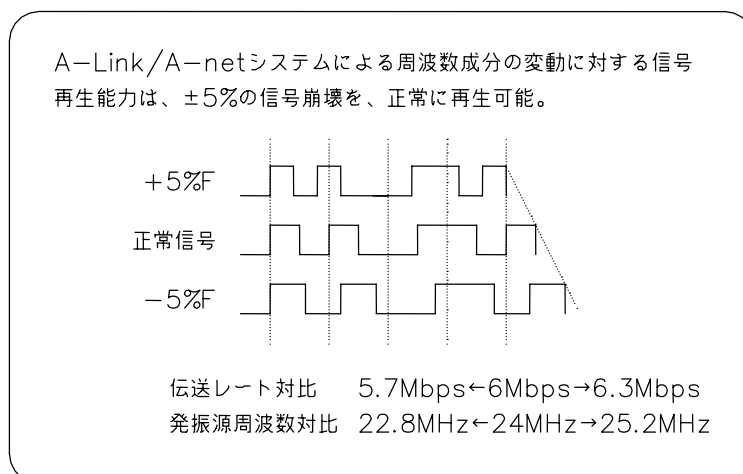 A-Link/A-netシステムによる周波数成分の変動に対する信号
再生能力は、±5%の信号崩壊を、正常に再生可能。
+5%F
正常信号
-5%F
伝送レート対比 5.7Mbps←6Mbps→6.3Mbps
発振源周波数対比 22.8MHz←24MHz→25.2MHz